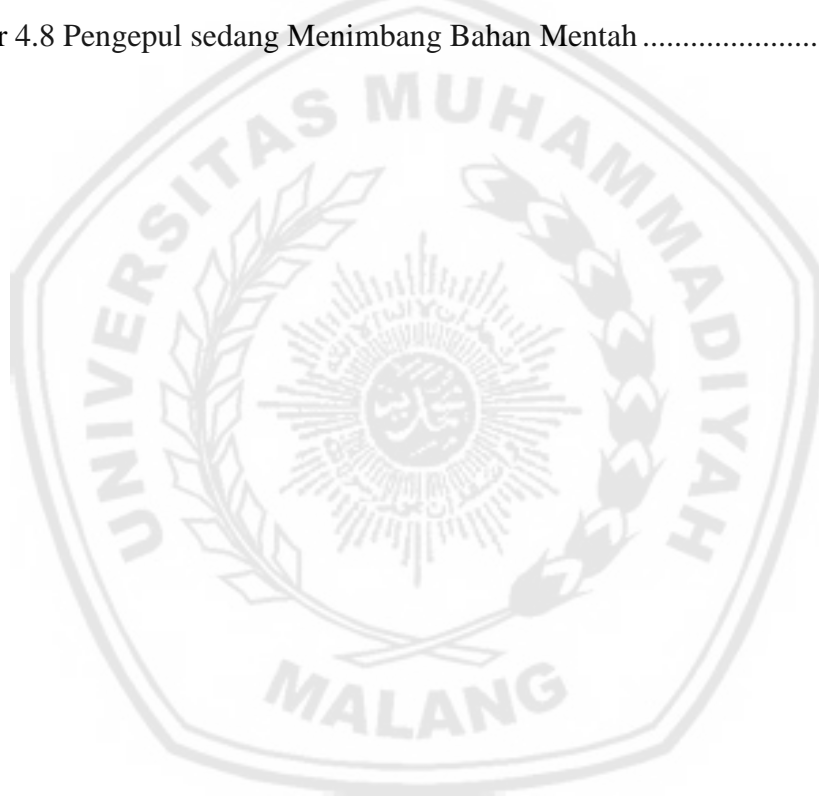 r 4.8 Pengepul sedang Menimbang Bahan Mentah ......................
UNIVERSITAS MUHAMMADIYAH
MALANG